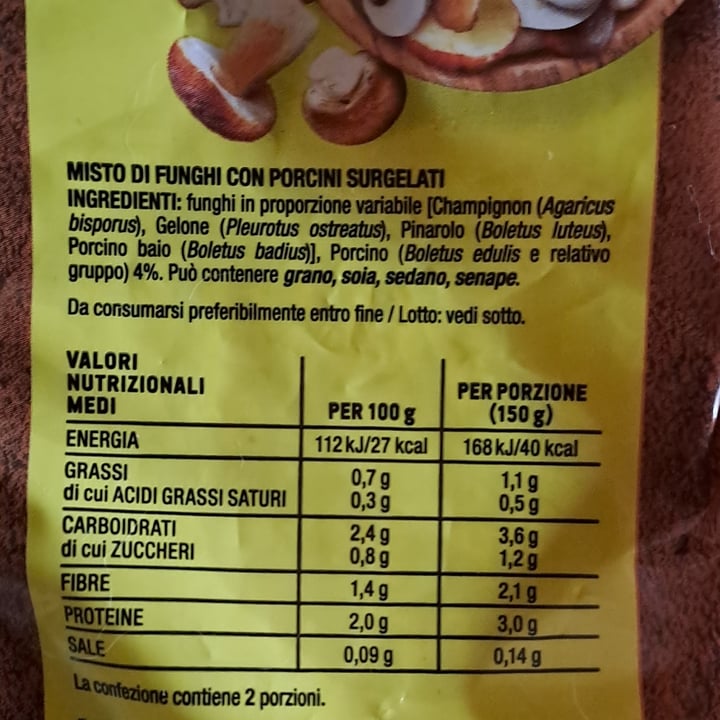 MISTO DI FUNGHI CON PORCINI SURGELATI
INGREDIENTI: funghi in proporzione variabile [Champignon (Agaricus
bisporus), Gelone (Pleurotus ostreatus), Pinarolo (Boletus luteus),
Porcino baio (Boletus badius)], Porcino (Boletus edulis e relativo
gruppo) 4%. Può contenere grano, soia, sedano, senape.
Da consumarsi preferibilmente entro fine / Lotto: vedi sotto.
VALORI
NUTRIZIONALI
MEDI PER 100 g PER PORZIONE (150 g)
ENERGIA 112 kJ/27 kcal 168 kJ/40 kcal
GRASSI 0,7 g 1,1 g
di cui ACIDI GRASSI SATURI 0,3 g 0,5 g
CARBOIDRATI 2,4 g 3,6 g
di cui ZUCCHERI 0,8 g 1,2 g
FIBRE 1,4 g 2,1 g
PROTEINE 2,0 g 3,0 g
SALE 0,09 g 0,14 g
La confezione contiene 2 porzioni.